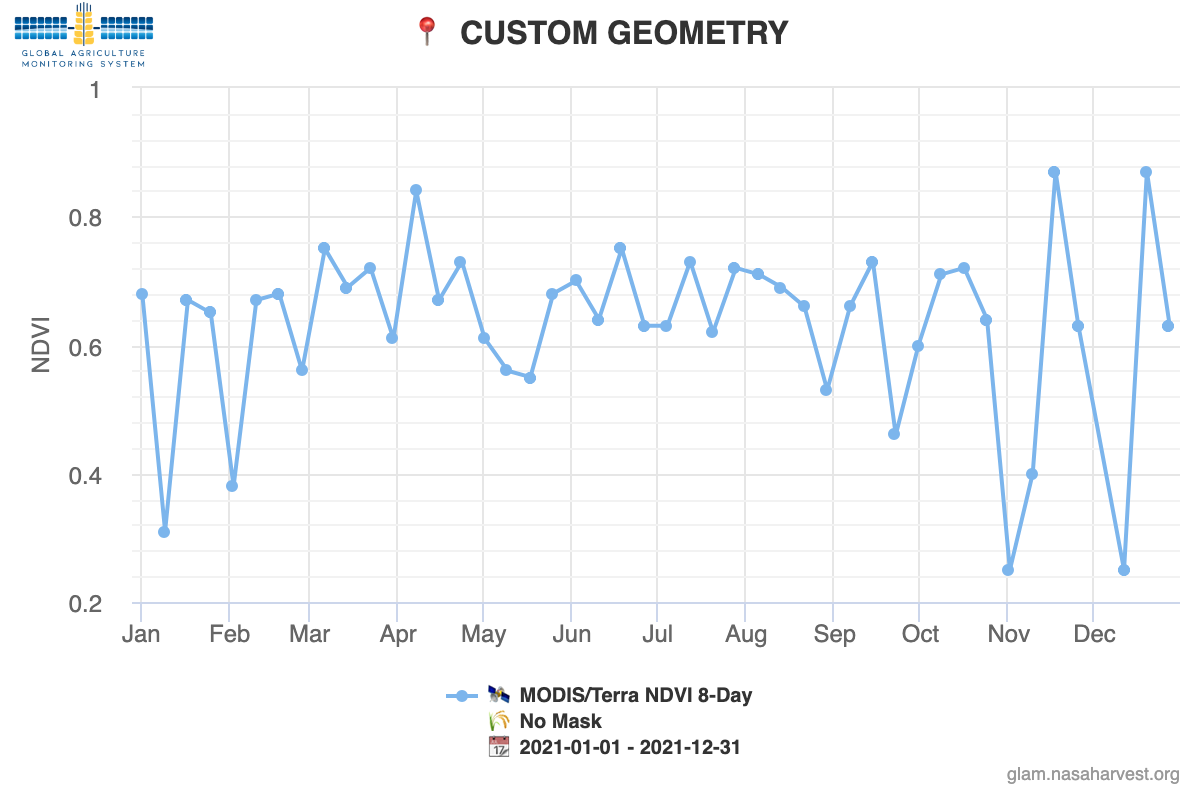 GLOBAL AGRICULTURE
MONITORING SYSTEM
CUSTOM GEOMETRY
1
0.8
0.6
0.4
0.2
NDVI
Jan Feb Mar Apr May Jun Jul Aug Sep Oct Nov Dec
MODIS/Terra NDVI 8-Day
No Mask
2021-01-01 - 2021-12-31
glam.nasaharvest.org